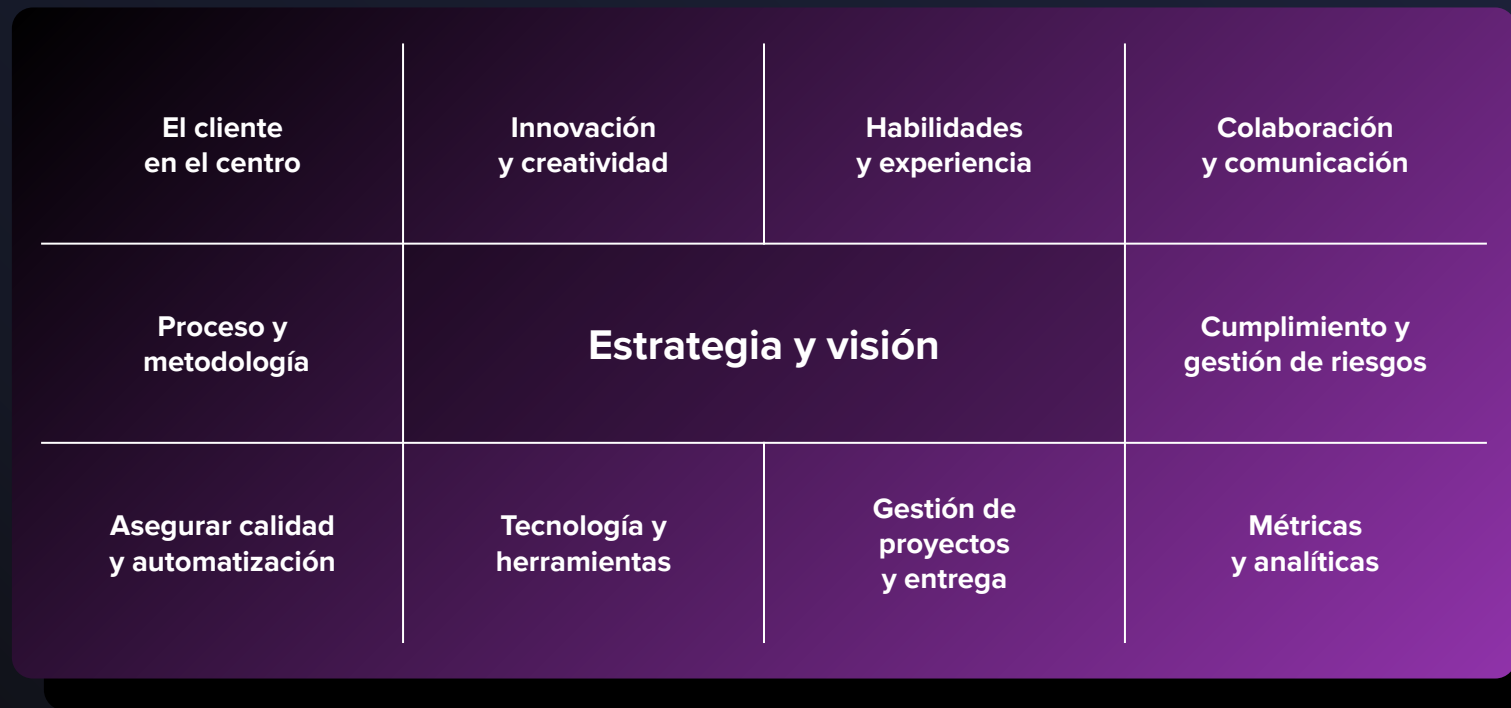 El cliente
en el centro
Innovación
y creatividad
Habilidades
y experiencia
Colaboración
y comunicación
Proceso y
metodología
Estrategia y visión
Cumplimiento y
gestión de riesgos
Asegurar calidad
y automatización
Tecnología y
herramientas
Gestión de
proyectos
y entrega
Métricas
y analíticas